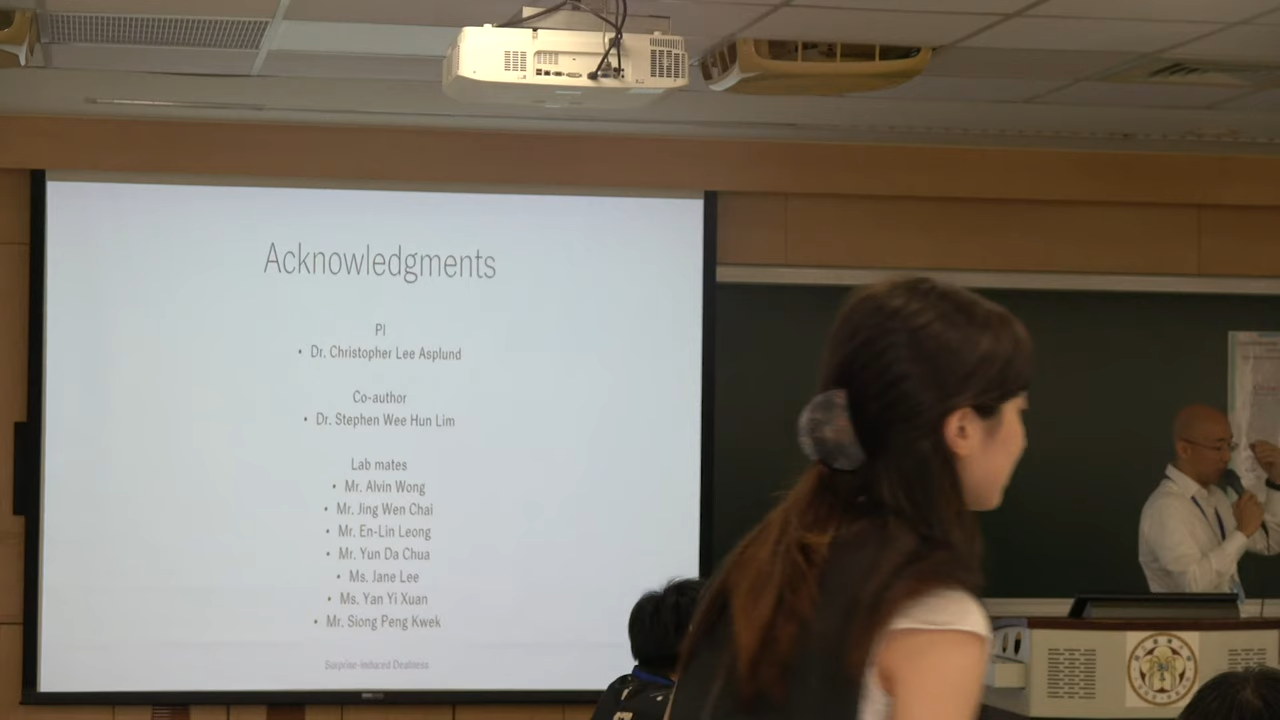 Acknowledgments
PI
• Dr. Christopher Lee Asplund
Co-author
• Dr. Stephen Wee Hun Lim
Lab mates
• Mr. Alvin Wong
• Mr. Jing Wen Chai
• Mr. En-Lin Leong
• Mr. Yun Da Chua
• Ms. Jane Lee
• Ms. Yan Yi Xuan
• Mr. Siong Peng Kwek
Surprise-Induced Deafness